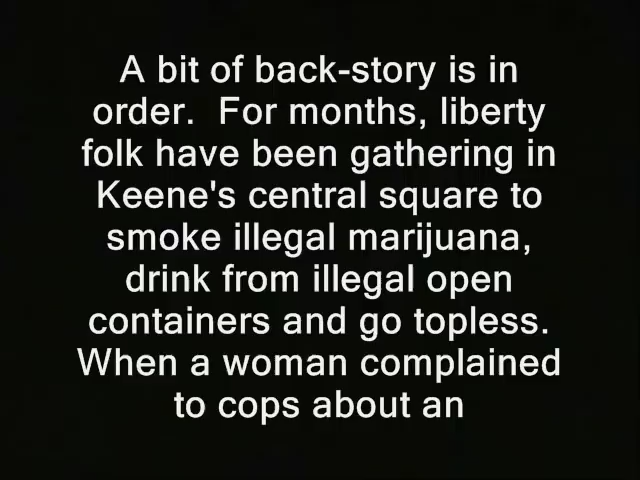 A bit of back-story is in
order.  For months, liberty
folk have been gathering in
Keene's central square to
smoke illegal marijuana,
drink from illegal open
containers and go topless.
When a woman complained
to cops about an